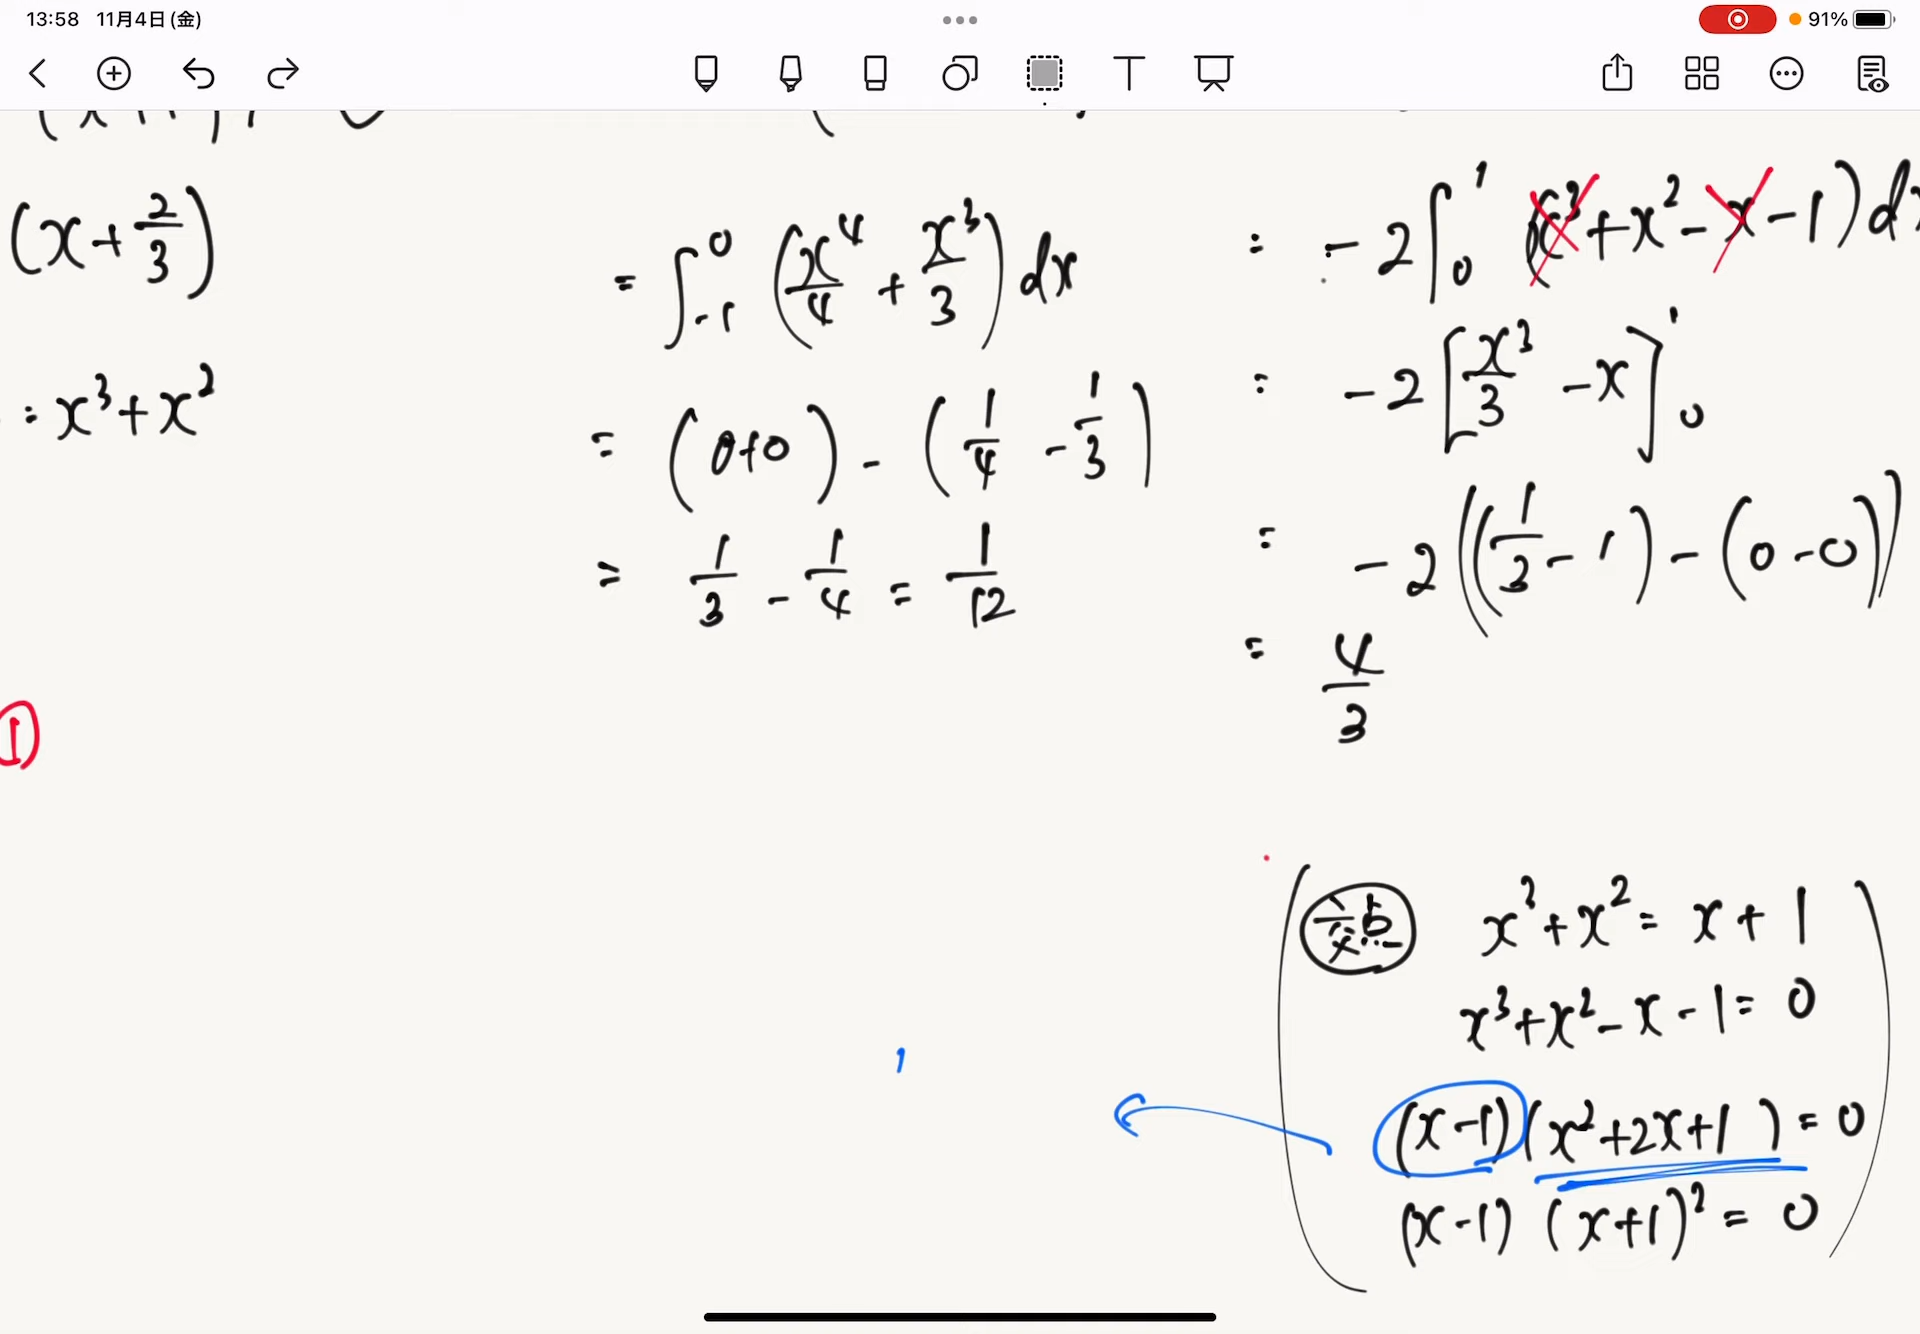 13:58 11月4日(金)
91%
(x+2/3)
= x³+x²
①
= ∫₋₁⁰ (x⁴/4 + x³/3) dx
= (0+0) - (1/4 - 1/3)
= 1/3 - 1/4 = 1/12
= -2∫₀¹ (x³+x²-x-1)dx
= -2[x³/3 - x]₀¹
= -2((1/3 - 1) - (0-0))
= 4/3
交点 x³+x² = x+1
x³+x²-x-1=0
(x-1)(x²+2x+1)=0
(x-1)(x+1)²=0